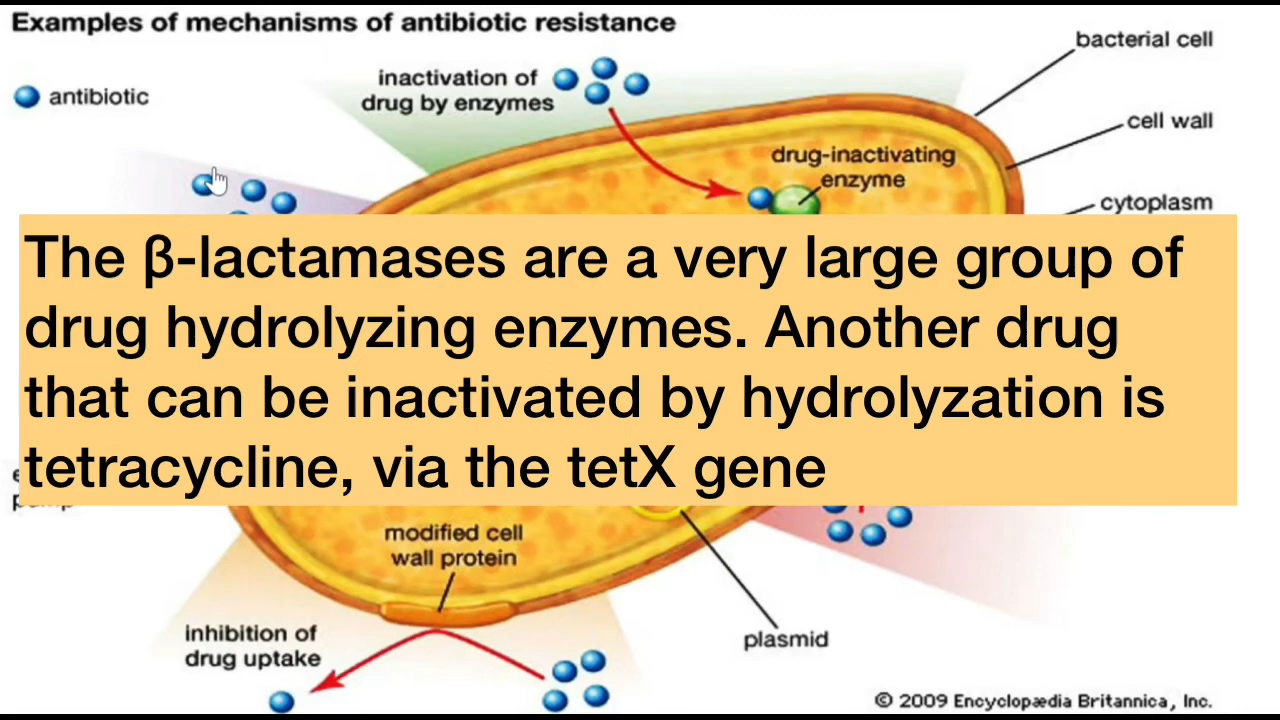 Examples of mechanisms of antibiotic resistance
antibiotic
inactivation of
drug by enzymes
bacterial cell
cell wall
drug-inactivating
enzyme
cytoplasm
The β-lactamases are a very large group of
drug hydrolyzing enzymes. Another drug
that can be inactivated by hydrolyzation is
tetracycline, via the tetX gene
modified cell
wall protein
inhibition of
drug uptake
plasmid
© 2009 Encyclopædia Britannica, Inc.